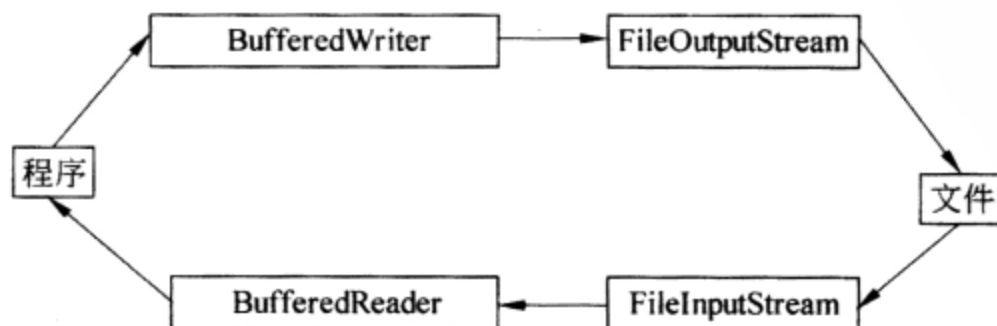 BufferedWriter
FileOutputStream
程序
文件
BufferedReader
FileInputStream